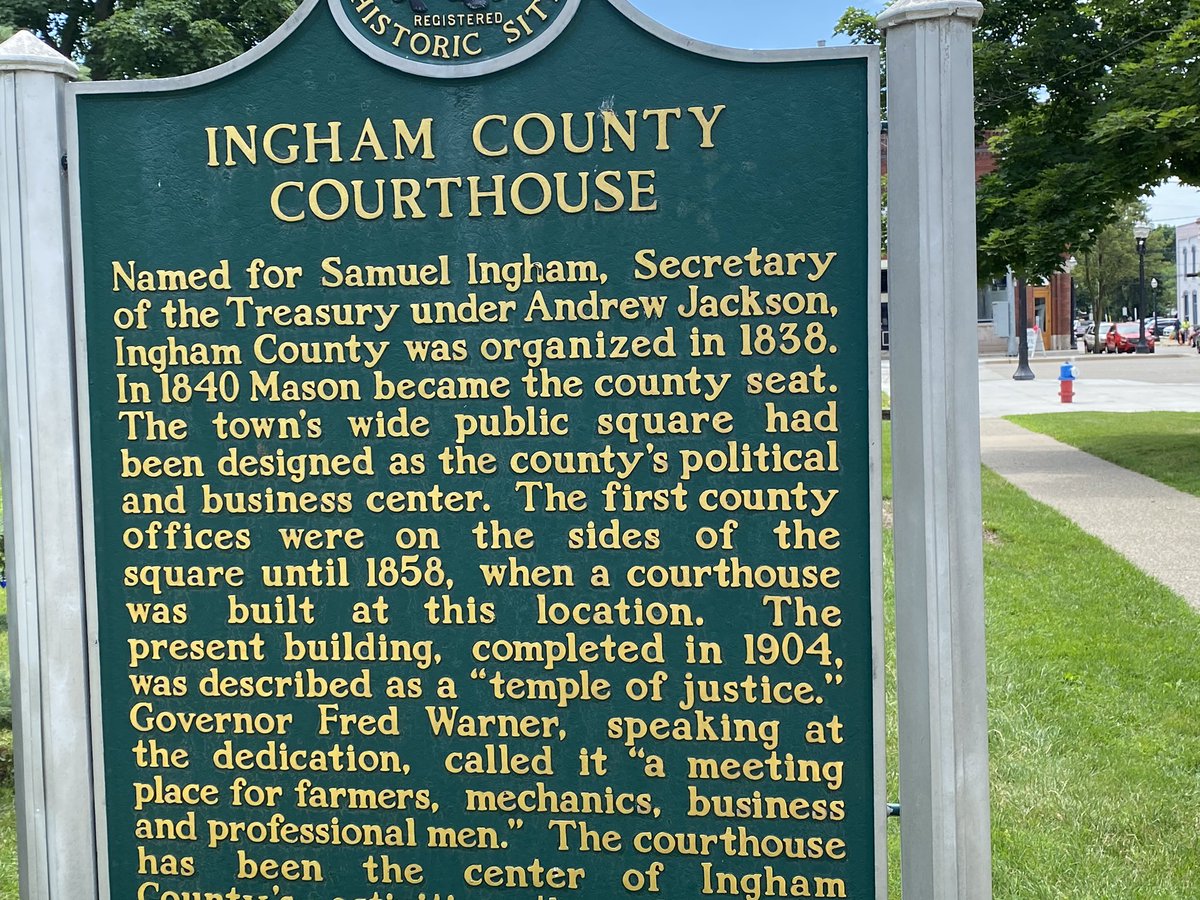 REGISTERED
HISTORIC SITE
INGHAM COUNTY
COURTHOUSE
Named for Samuel Ingham, Secretary
of the Treasury under Andrew Jackson,
Ingham County was organized in 1838.
In 1840 Mason became the county seat.
The town's wide public square had
been designed as the county's political
and business center. The first county
offices were on the sides of the
square until 1858, when a courthouse
was built at this location. The
present building, completed in 1904,
was described as a “temple of justice.”
Governor Fred Warner, speaking at
the dedication, called it “a meeting
place for farmers, mechanics, business
and professional men.” The courthouse
has been the center of Ingham
County's